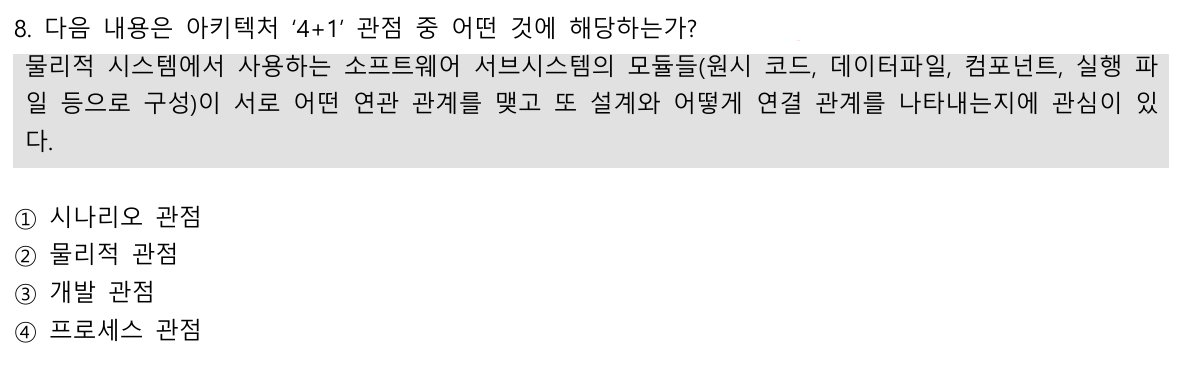 8. 다음 내용은 아키텍처 ‘4+1’ 관점 중 어떤 것에 해당하는가?
물리적 시스템에서 사용하는 소프트웨어 서브시스템의 모듈들(원시 코드, 데이터파일, 컴포넌트, 실행 파
일 등으로 구성)이 서로 어떤 연관 관계를 맺고 또 설계와 어떻게 연결 관계를 나타내는지에 관심이 있
다.
① 시나리오 관점
② 물리적 관점
③ 개발 관점
④ 프로세스 관점